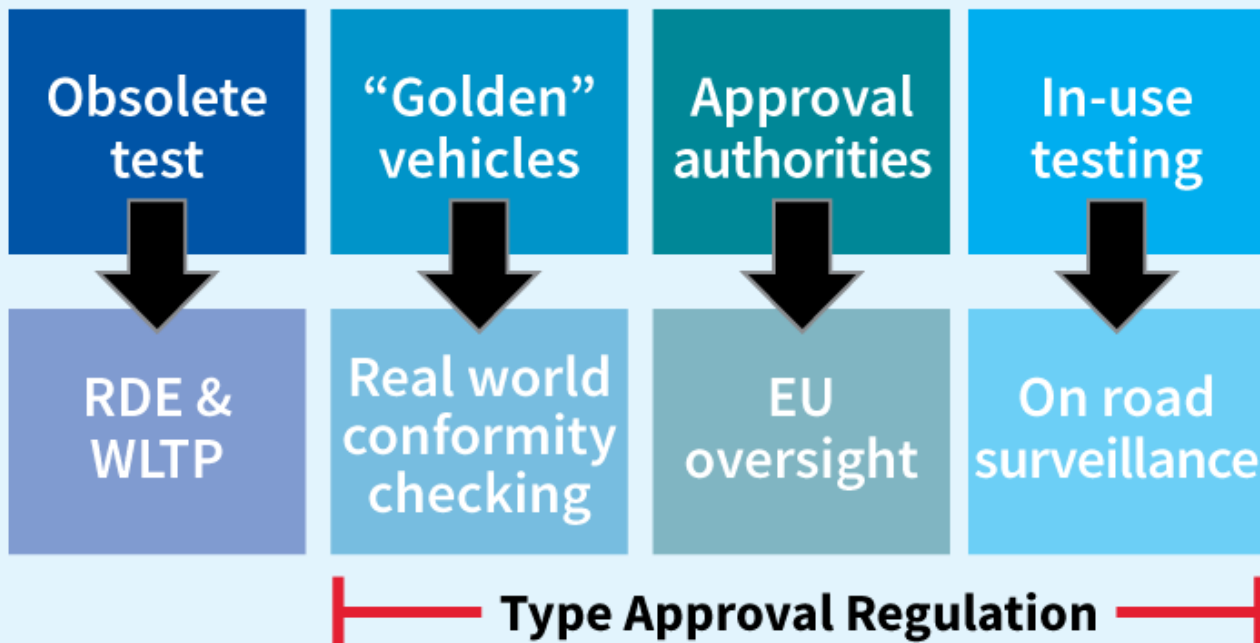 Obsolete
test
“Golden”
vehicles
Approval
authorities
In-use
testing
RDE &
WLTP
Real world
conformity
checking
EU
oversight
On road
surveillance
Type Approval Regulation